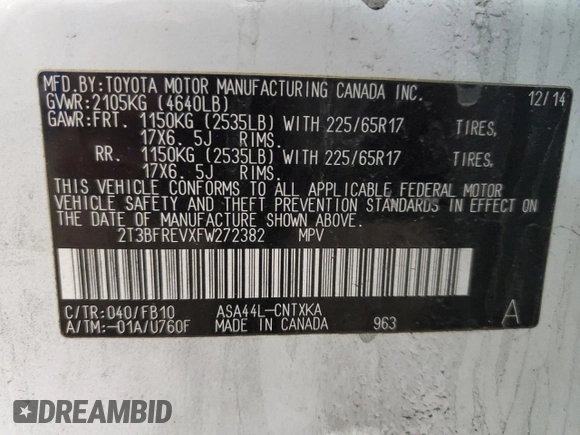 MFD.BY:TOYOTA MOTOR MANUFACTURING CANADA INC.
GVWR:2105KG (4640LB) 12/14
GAWR:FRT. 1150KG (2535LB) WITH 225/65R17 TIRES,
17X6. 5J RIMS.
RR. 1150KG (2535LB) WITH 225/65R17 TIRES,
17X6. 5J RIMS.
THIS VEHICLE CONFORMS TO ALL APPLICABLE FEDERAL MOTOR
VEHICLE SAFETY AND THEFT PREVENTION STANDARDS IN EFFECT ON
THE DATE OF MANUFACTURE SHOWN ABOVE.
2T3BFREVXFW272382 MPV
C/TR:040/FB10 ASA44L-CNTXKA A
A/TM:-01A/U760F MADE IN CANADA 963
DREAMBID